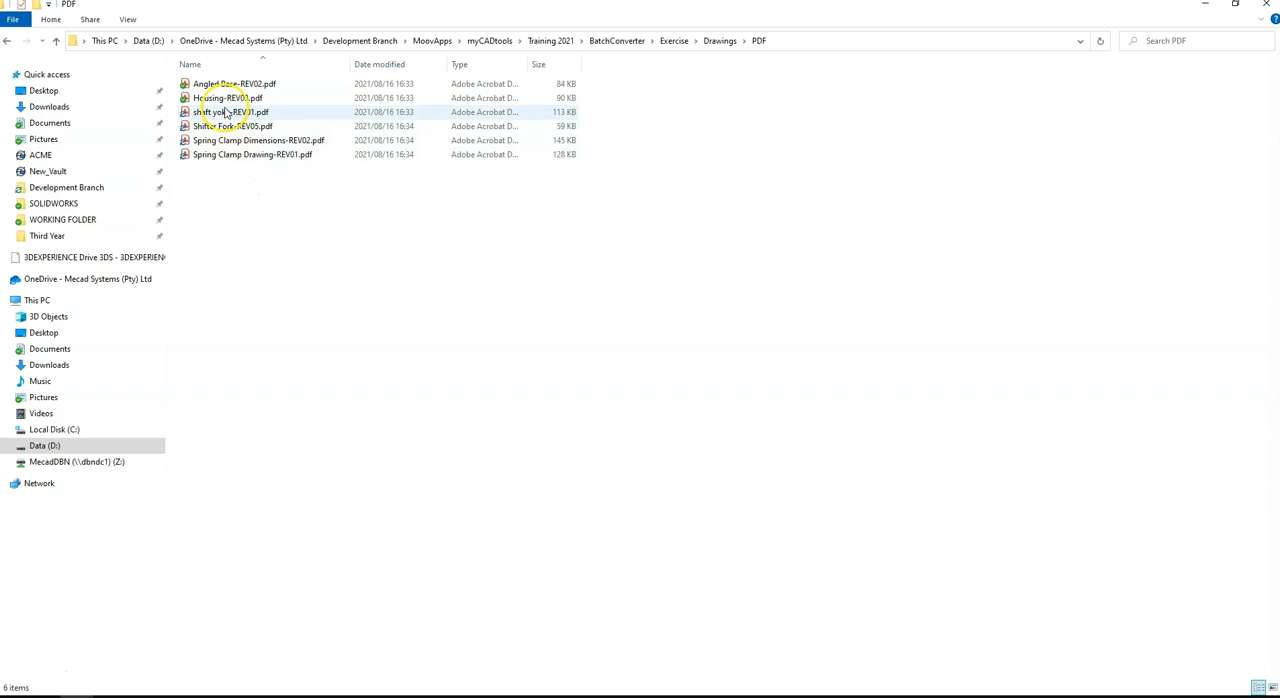 PDF
File Home Share View
This PC > Data (D:) > OneDrive - Mecad Systems (Pty) Ltd > Development Branch > MoovApps > myCADtools > Training 2021 > BatchConverter > Exercise > Drawings > PDF
Search PDF
Name Date modified Type Size
Angled Base-REV02.pdf 2021/08/16 16:33 Adobe Acrobat D... 84 KB
2021/08/16 16:33 Adobe Acrobat D... 90 KB
2021/08/16 16:33 Adobe Acrobat D... 113 KB
Shifter Fork-REV05.pdf 2021/08/16 16:34 Adobe Acrobat D... 59 KB
Spring Clamp Dimensions-REV02.pdf 2021/08/16 16:34 Adobe Acrobat D... 145 KB
Spring Clamp Drawing-REV01.pdf 2021/08/16 16:34 Adobe Acrobat D... 128 KB
Quick access
Desktop
Downloads
Documents
Pictures
ACME
New_Vault
Development Branch
SOLIDWORKS
WORKING FOLDER
Third Year
3DEXPERIENCE Drive 3DS - 3DEXPERIEN
OneDrive - Mecad Systems (Pty) Ltd
This PC
3D Objects
Desktop
Documents
Downloads
Music
Pictures
Videos
Local Disk (C:)
Data (D:)
MecadDBN (\\dbndc1) (Z:)
Network
6 items